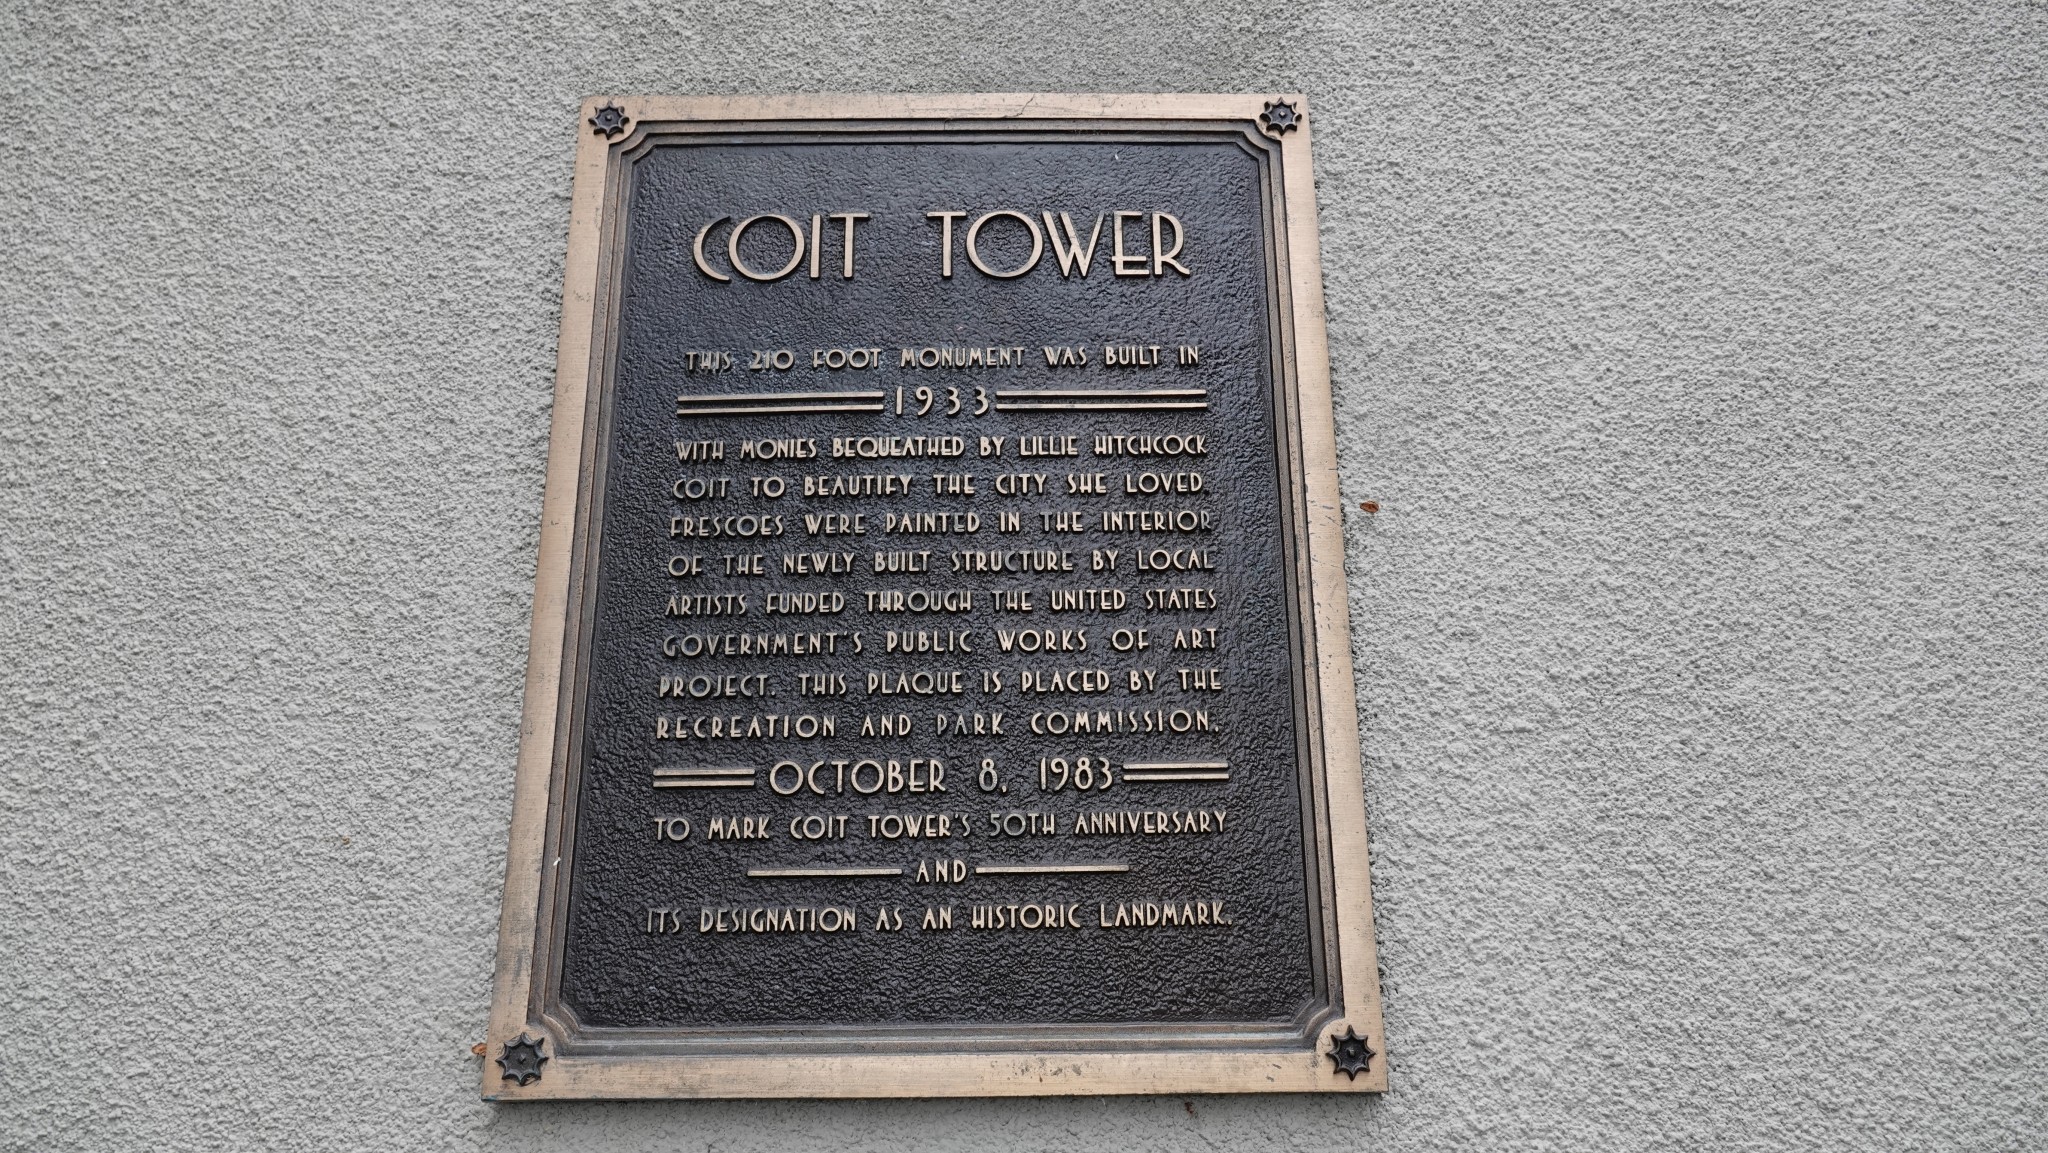 COIT TOWER
THIS 210 FOOT MONUMENT WAS BUILT IN
1933
WITH MONIES BEQUEATHED BY LILLIE HITCHCOCK
COIT TO BEAUTIFY THE CITY SHE LOVED.
FRESCOES WERE PAINTED IN THE INTERIOR
OF THE NEWLY BUILT STRUCTURE BY LOCAL
ARTISTS FUNDED THROUGH THE UNITED STATES
GOVERNMENT'S PUBLIC WORKS OF ART
PROJECT. THIS PLAQUE IS PLACED BY THE
RECREATION AND PARK COMMISSION,
OCTOBER 8, 1983
TO MARK COIT TOWER'S 50TH ANNIVERSARY
AND
ITS DESIGNATION AS AN HISTORIC LANDMARK.